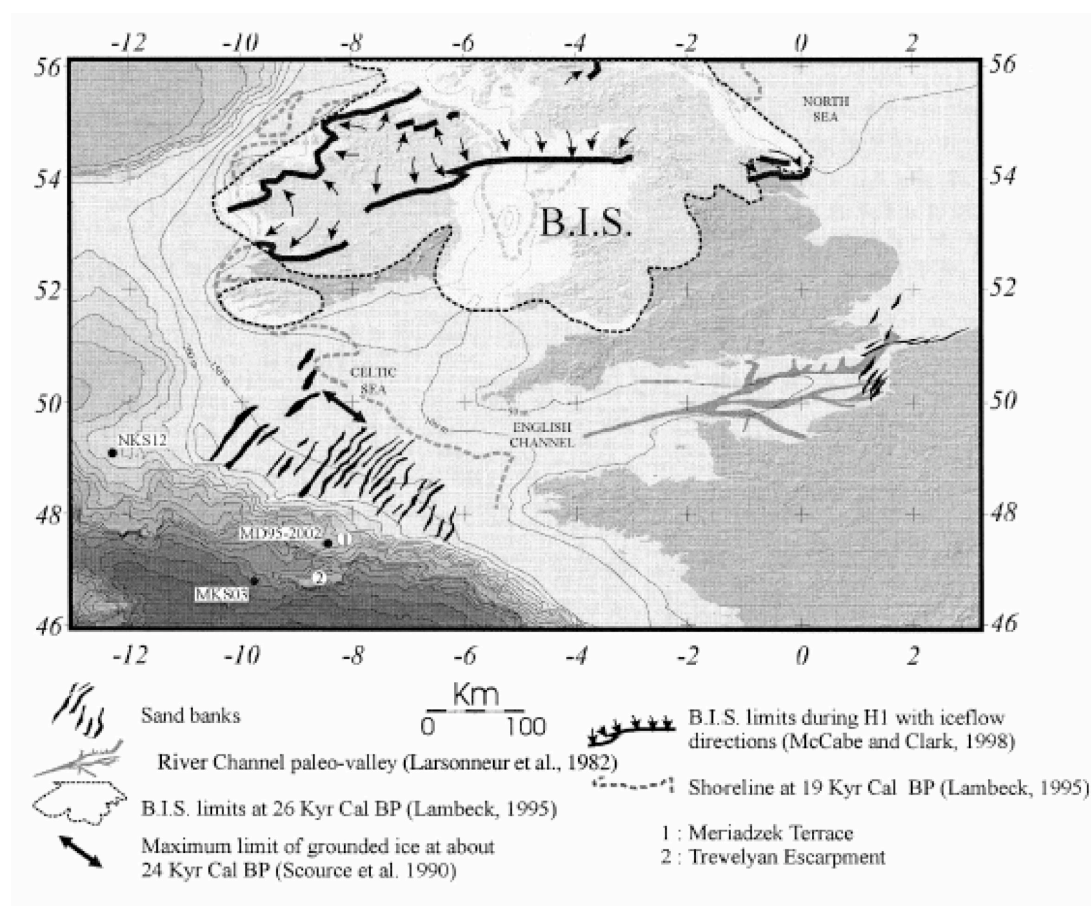 -12 -10 -8 -6 -4 -2 0 2
56 56
NORTH
SEA
54 54
B.I.S.
52 52
200 m
150 m
CELTIC
SEA
50 50
50 m
100 m
ENGLISH
CHANNEL
NKS12
48 48
MD95-2002 1
2
MKS03
46 46
-12 -10 -8 -6 -4 -2 0 2
Sand banks
River Channel paleo-valley (Larsonneur et al., 1982)
B.I.S. limits at 26 Kyr Cal BP (Lambeck, 1995)
Maximum limit of grounded ice at about
24 Kyr Cal BP (Scource et al. 1990)
Km
0 100
B.I.S. limits during H1 with iceflow
directions (McCabe and Clark, 1998)
Shoreline at 19 Kyr Cal BP (Lambeck, 1995)
1 : Meriadzek Terrace
2 : Trewelyan Escarpment